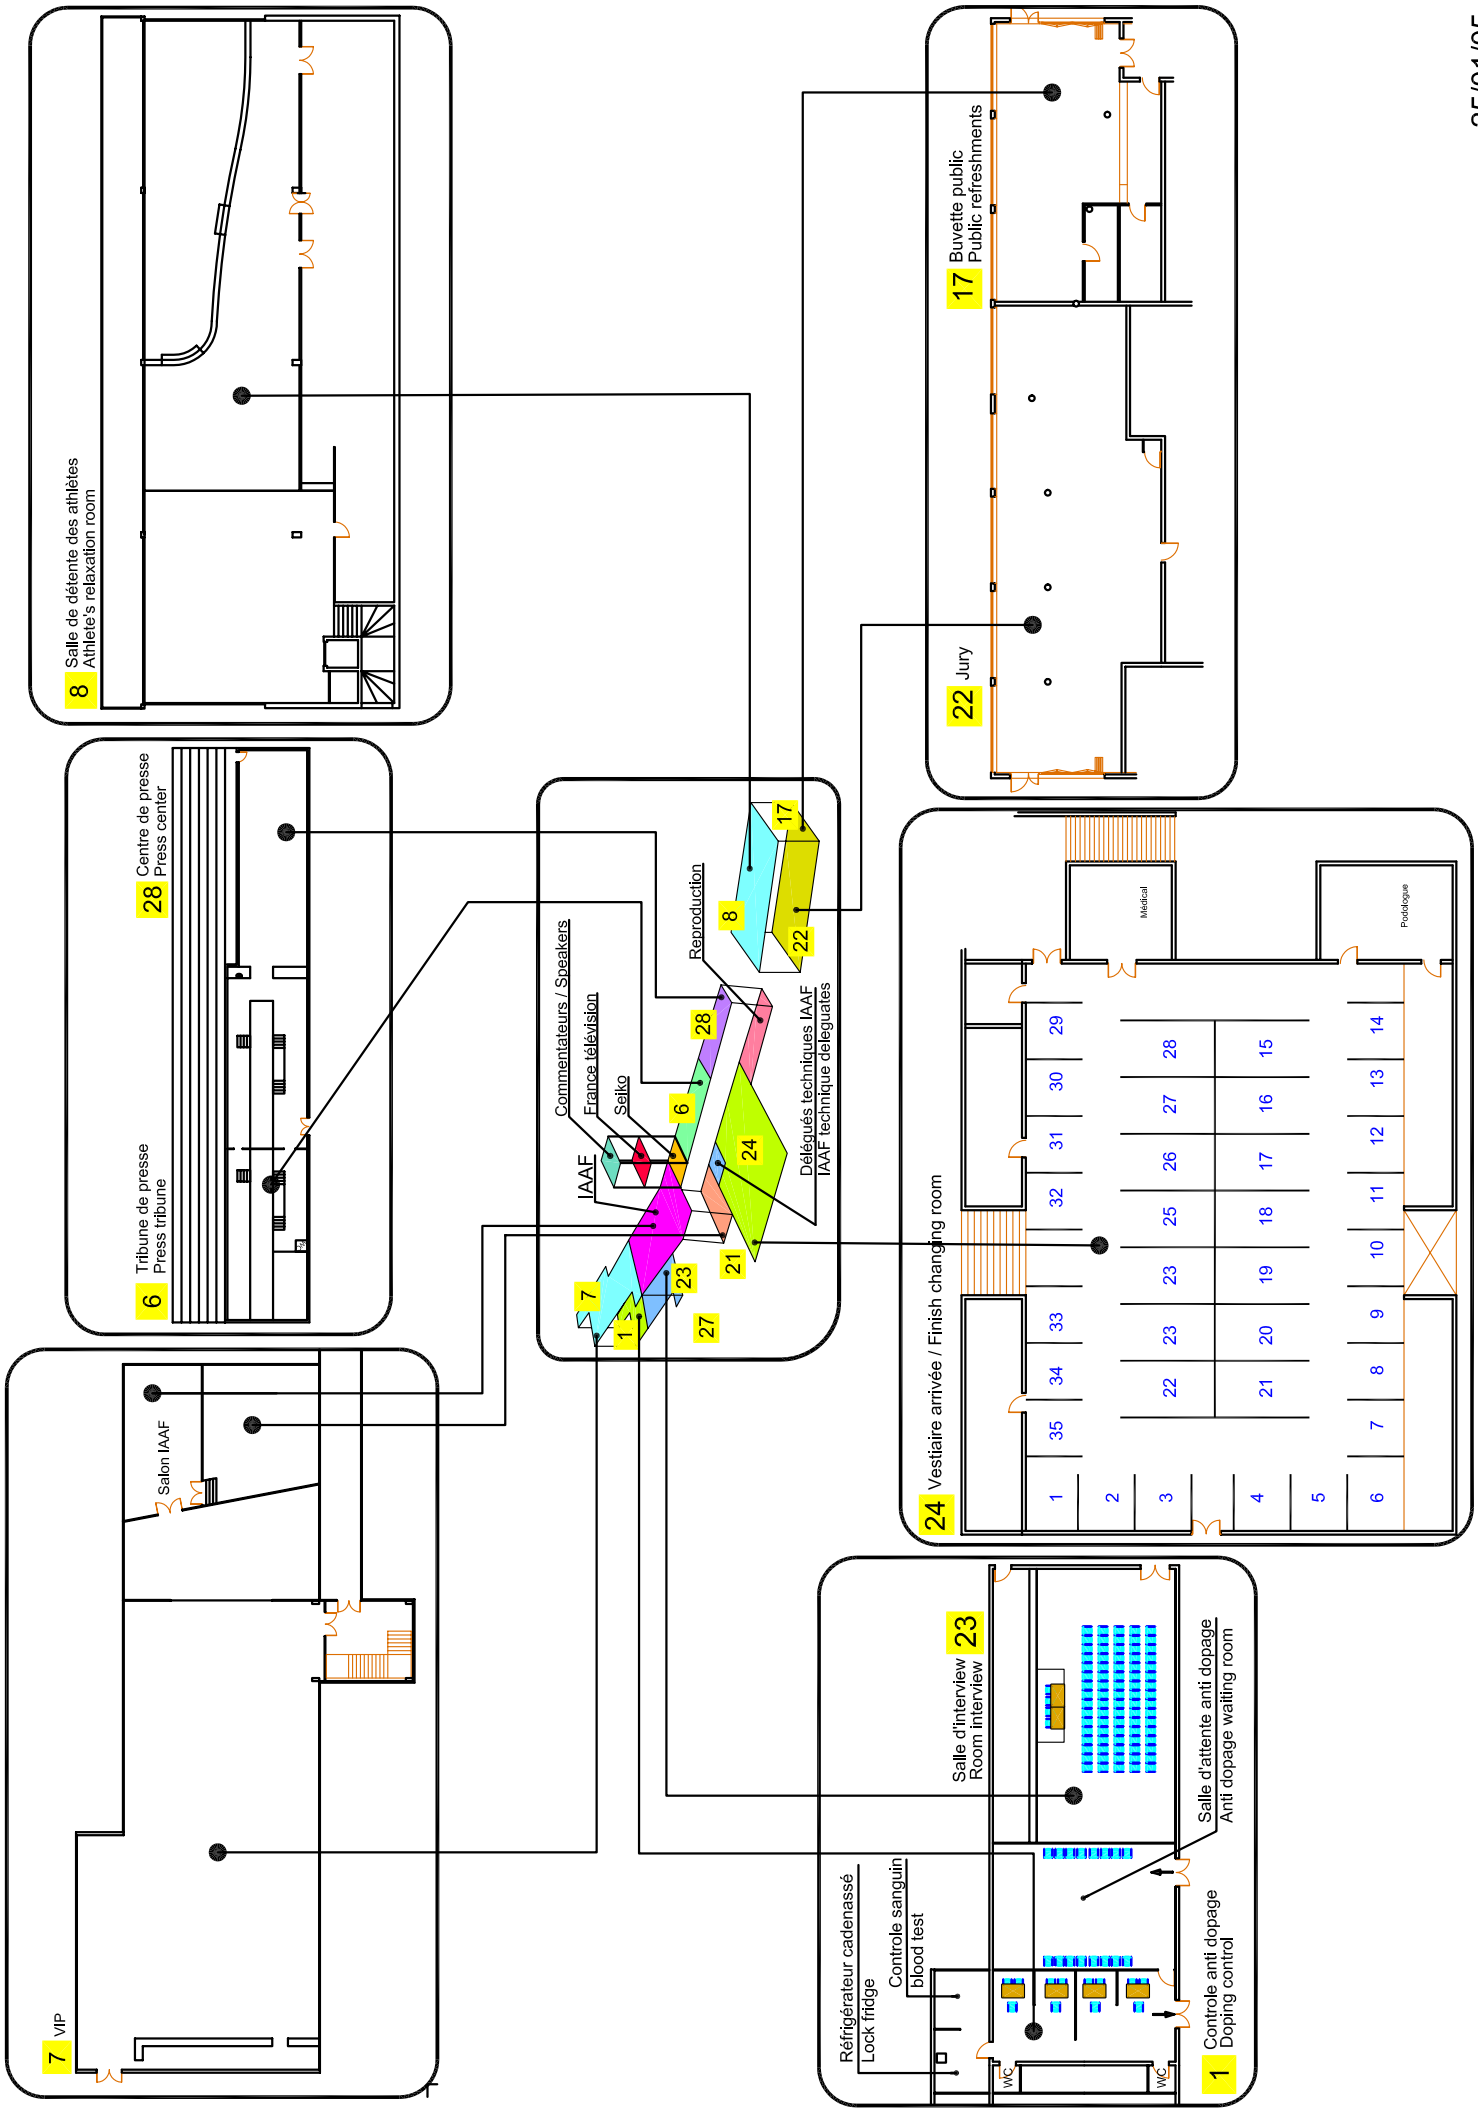 7 VIP
Salon IAAF
6 Tribune de presse
Press tribune
28 Centre de presse
Press center
8 Salle de détente des athlètes
Athlete's relaxation room
Commentateurs / Speakers
France télévision
Seiko
IAAF
Reproduction
Délégués techniques IAAF
IAAF technique deleguates
7
1
23
27
21
24
6
28
8
22
17
Réfrigérateur cadenassé
Lock fridge
Controle sanguin
blood test
Salle d'interview
Room interview
23
Salle d'attente anti dopage
Anti dopage waiting room
1 Controle anti dopage
Doping control
WC
WC
24 Vestiaire arrivée / Finish changing room
35 34 33 32 31 30 29
1
2
3
4
5
6
22 23 23 25 26 27 28
21 20 19 18 17 16 15
7 8 9 10 11 12 13 14
Médical
Podologue
22 Jury
17 Buvette public
Public refreshments